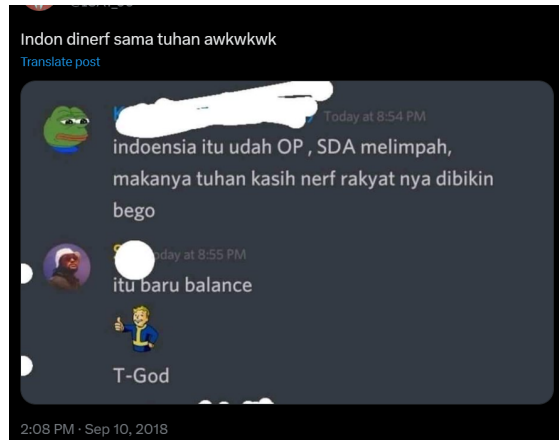 Indon dinerf sama tuhan awkwkwk
Translate post
Today at 8:54 PM
indoensia itu udah OP , SDA melimpah,
makanya tuhan kasih nerf rakyat nya dibikin
bego
at 8:55 PM
itu baru balance
T-God
2:08 PM · Sep 10, 2018